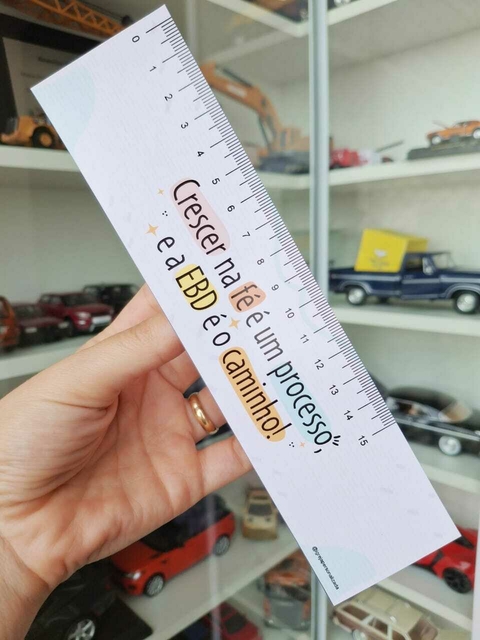 0 1 2 3 4 5 6 7 8 9 10 11 12 13 14 15
Crescer na fé é um processo,
e a EBD é o caminho!